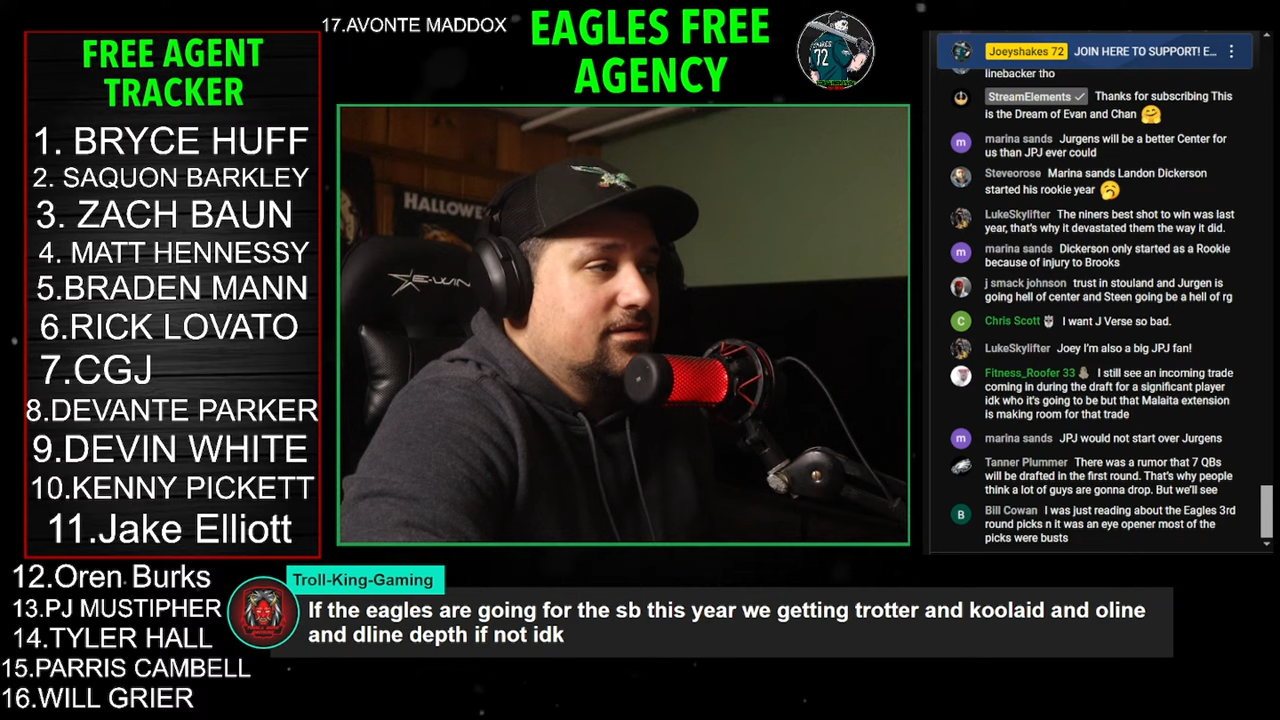 17.AVONTE MADDOX
EAGLES FREE
AGENCY
FREE AGENT
TRACKER
1. BRYCE HUFF
2. SAQUON BARKLEY
3. ZACH BAUN
4. MATT HENNESSY
5.BRADEN MANN
6.RICK LOVATO
7.CGJ
8.DEVANTE PARKER
9.DEVIN WHITE
10.KENNY PICKETT
11.Jake Elliott
12.Oren Burks
13.PJ MUSTIPHER
14.TYLER HALL
15.PARRIS CAMBELL
16.WILL GRIER
72
HALLOWE
E-WIN
Joeyshakes 72 JOIN HERE TO SUPPORT! E...
linebacker tho
StreamElements Thanks for subscribing This
is the Dream of Evan and Chan
marina sands Jurgens will be a better Center for
us than JPJ ever could
Steveorose Marina sands Landon Dickerson
started his rookie year
LukeSkylifter The niners best shot to win was last
year, that's why it devastated them the way it did.
marina sands Dickerson only started as a Rookie
because of injury to Brooks
j smack johnson trust in stouland and Jurgen is
going hell of center and Steen going be a hell of rg
Chris Scott I want J Verse so bad.
LukeSkylifter Joey I'm also a big JPJ fan!
Fitness_Roofer 33 I still see an incoming trade
coming in during the draft for a significant player
idk who it's going to be but that Malaita extension
is making room for that trade
marina sands JPJ would not start over Jurgens
Tanner Plummer There was a rumor that 7 QBs
will be drafted in the first round. That's why people
think a lot of guys are gonna drop. But we'll see
Bill Cowan I was just reading about the Eagles 3rd
round picks n it was an eye opener most of the
picks were busts
Troll-King-Gaming
If the eagles are going for the sb this year we getting trotter and koolaid and oline
and dline depth if not idk